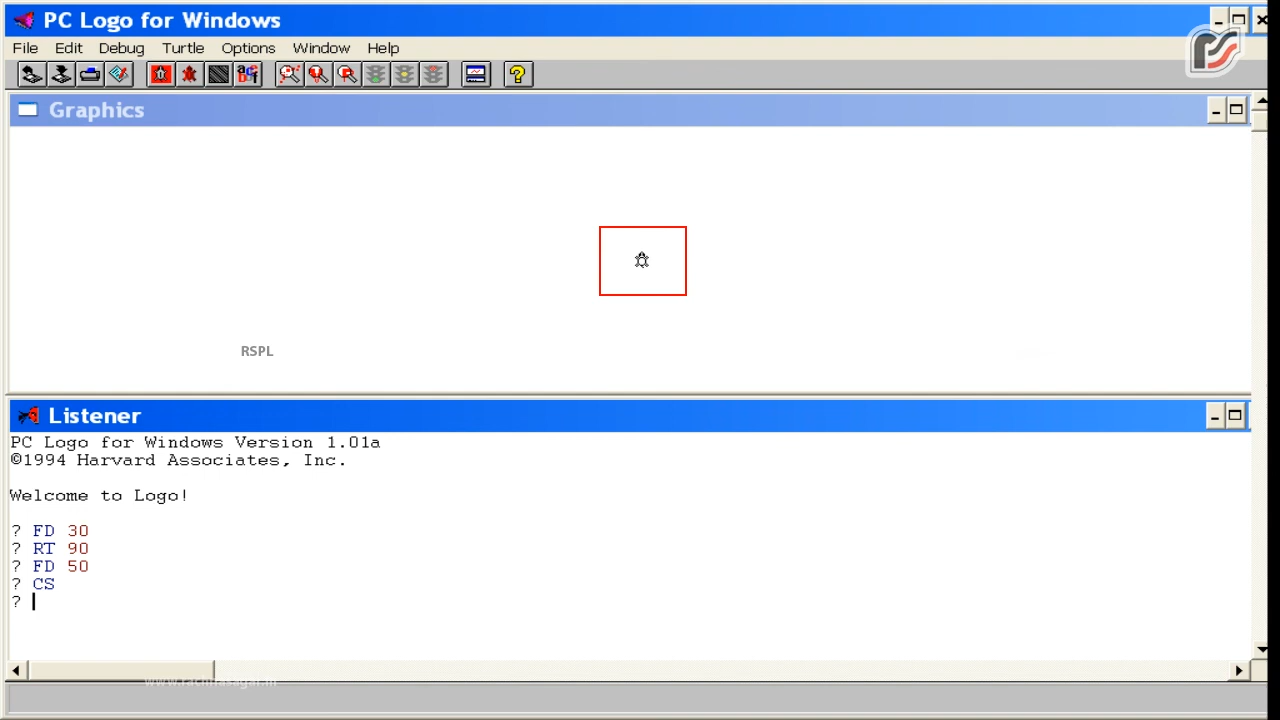 PC Logo for Windows
File Edit Debug Turtle Options Window Help
Graphics
RSPL
Listener
PC Logo for Windows Version 1.01a
©1994 Harvard Associates, Inc.
Welcome to Logo!
? FD 30
? RT 90
? FD 50
? CS
?